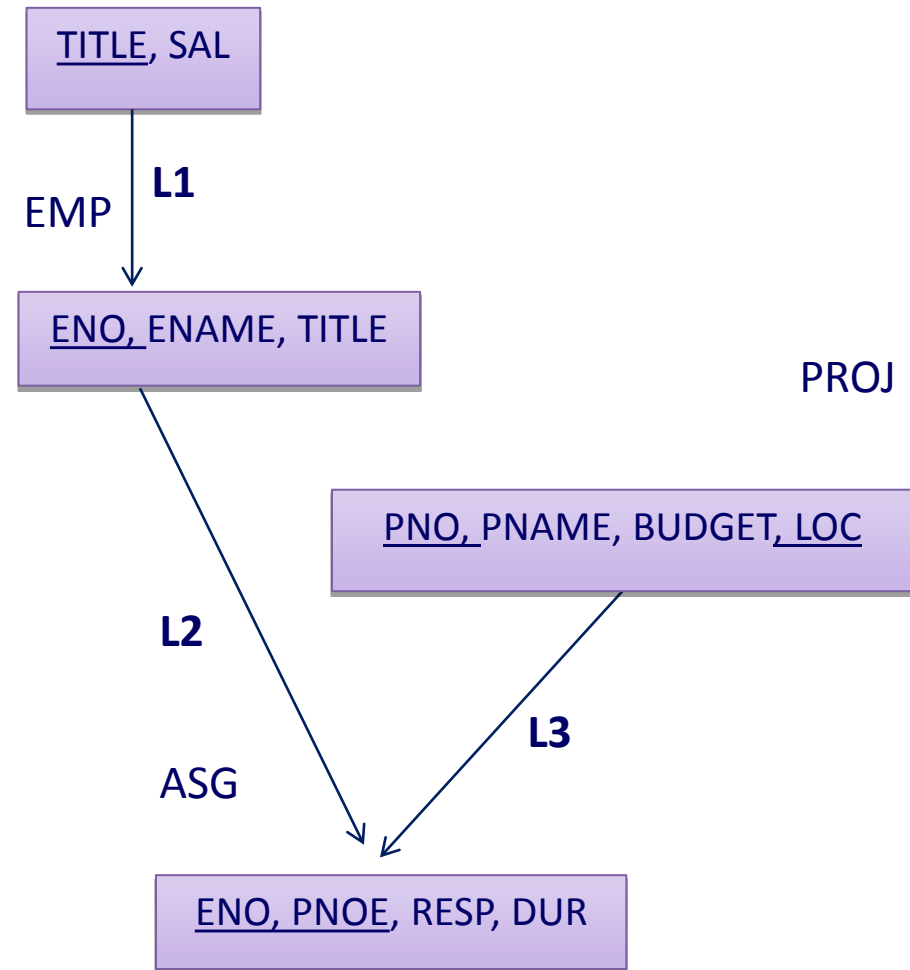 TITLE, SAL
L1
EMP
ENO, ENAME, TITLE
PROJ
PNO, PNAME, BUDGET, LOC
L2
L3
ASG
ENO, PNOE, RESP, DUR